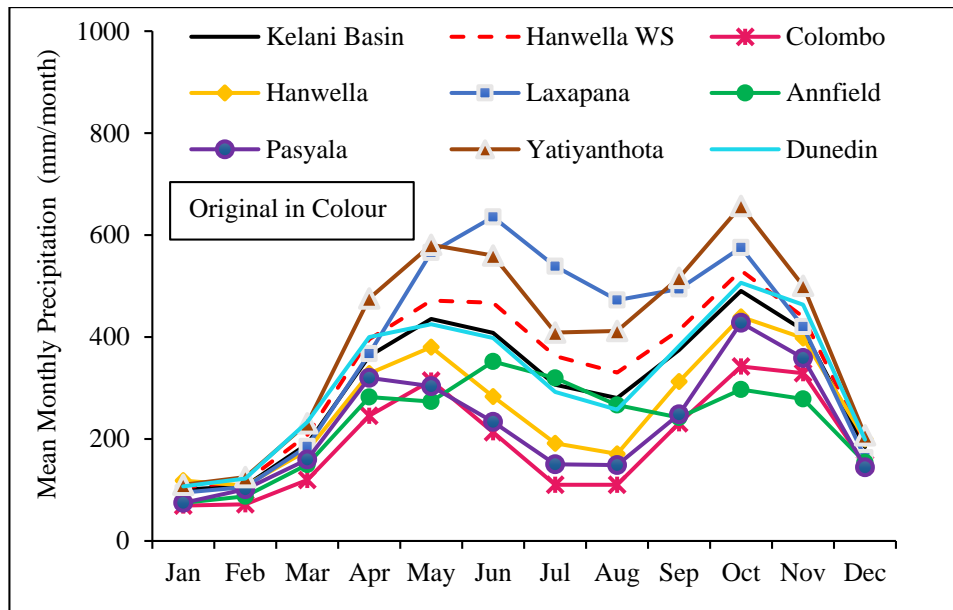 Mean Monthly Precipitation (mm/month)
1000
800
600
400
200
0
Kelani Basin Hanwella WS Colombo
Hanwella Laxapana Annfield
Pasyala Yatiyanthota Dunedin
Original in Colour
Jan Feb Mar Apr May Jun Jul Aug Sep Oct Nov Dec